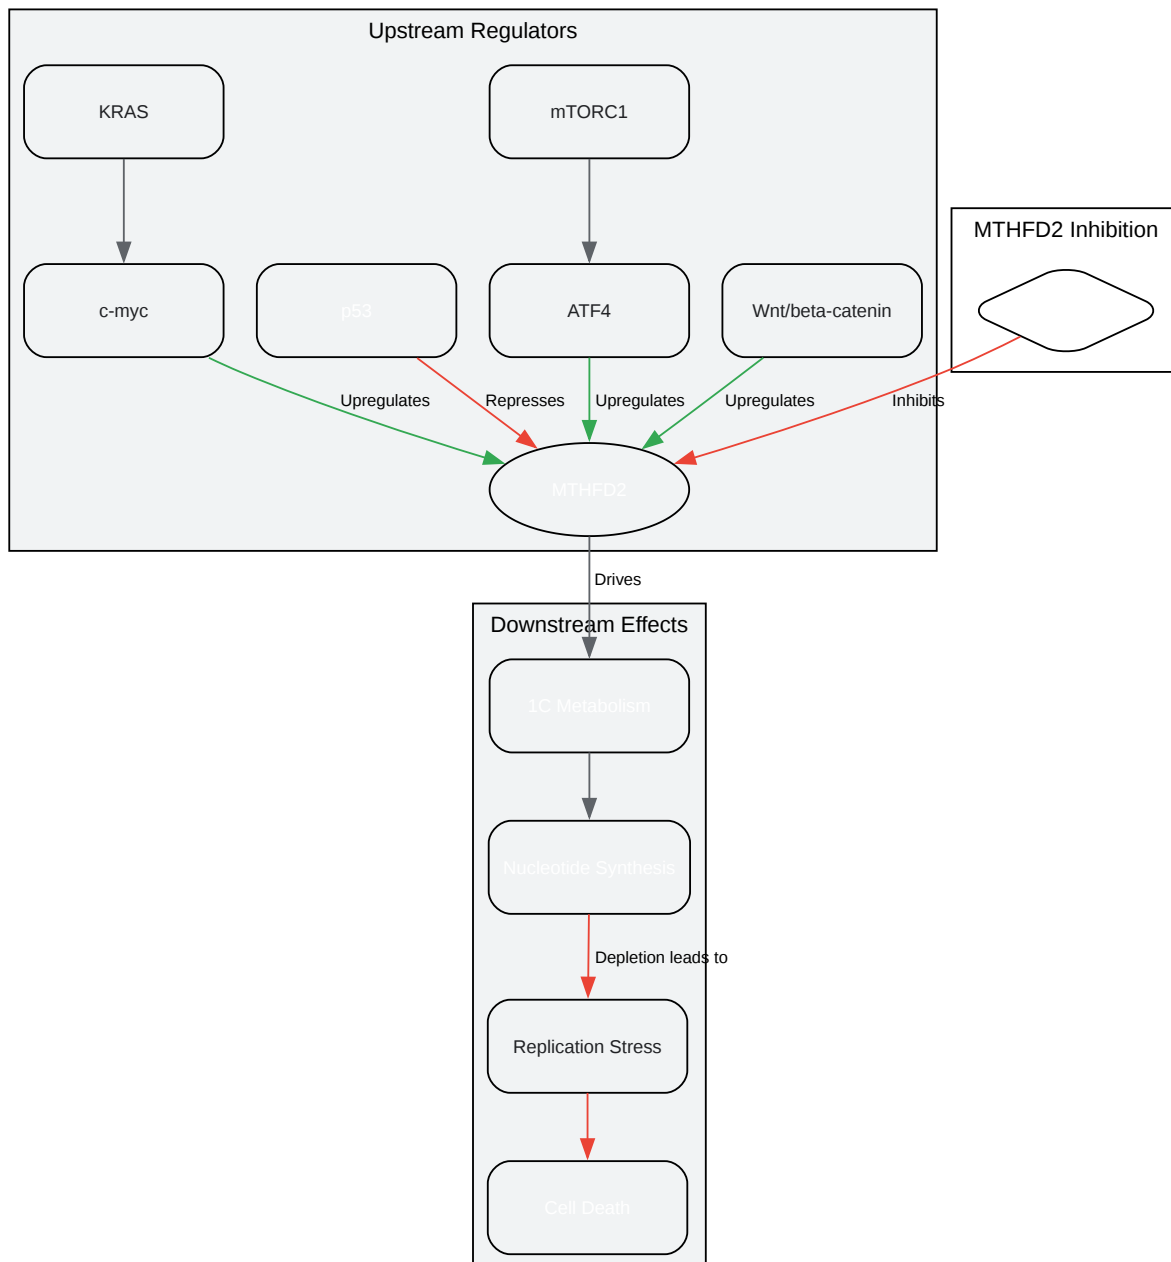 Upstream Regulators
KRAS
mTORC1
MTHFD2 Inhibition
c-myc
p53
ATF4
Wnt/beta-catenin
Upregulates
Represses
Upregulates
Upregulates
Inhibits
MTHFD2
Drives
Downstream Effects
1C Metabolism
Nucleotide Synthesis
Depletion leads to
Replication Stress
Cell Death